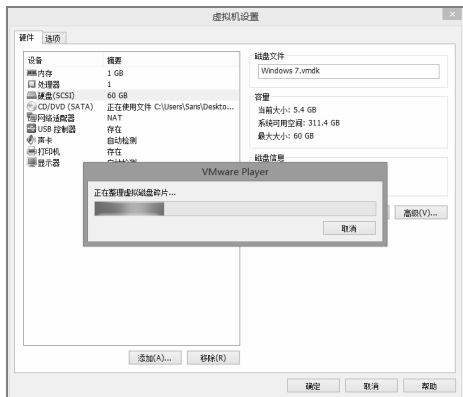 虚拟机设置
硬件 选项
设备 摘要
内存 1 GB
处理器 1
硬盘(SCSI) 60 GB
CD/DVD (SATA) 正在使用文件 C:\Users\Saris\Deskto...
网络适配器 NAT
USB 控制器 存在
声卡 自动检测
打印机 存在
显示器 自动检测
磁盘文件
Windows 7.vmdk
容量
当前大小: 5.4 GB
系统可用空间: 311.4 GB
最大大小: 60 GB
磁盘信息
VMware Player
正在整理虚拟磁盘碎片...
取消
高级(V)...
添加(A)... 移除(R)
确定 取消 帮助